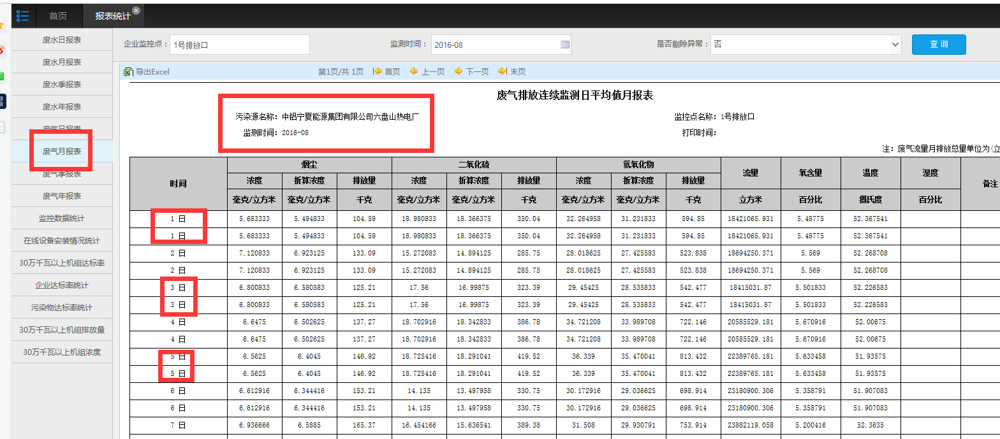 首页 报表统计
废水日报表
废水月报表
废水季报表
废水年报表
废气日报表
废气月报表
废气季报表
废气年报表
监控数据统计
在线设备安装情况统计
30万千瓦以上机组达标率
企业达标率统计
污染物达标率统计
30万千瓦以上机组排放量
30万千瓦以上机组浓度
企业监控点： 1号排放口 监测时间： 2016-08 是否剔除异常： 否 查 询
导出Excel 第1页/共 1页 首页 上一页 下一页 末页
废气排放连续监测日平均值月报表
污染源名称： 中铝宁夏能源集团有限公司六盘山热电厂 监控点名称： 1号排放口
监测时间： 2016-08 打印时间：
注：废气流量月排放总量单位为(立
时间 烟尘 二氧化硫 氮氧化物 流量 氧含量 温度 湿度 备注
浓度 折算浓度 排放量 浓度 折算浓度 排放量 浓度 折算浓度 排放量
毫克/立方米 毫克/立方米 千克 毫克/立方米 毫克/立方米 千克 毫克/立方米 毫克/立方米 千克 立方米 百分比 摄氏度 百分比
1 日 5.683333 5.494833 104.59 18.980833 18.366375 350.04 32.264958 31.231833 594.85 18421065.931 5.48775 52.367541
1 日 5.683333 5.494833 104.59 18.980833 18.366375 350.04 32.264958 31.231833 594.85 18421065.931 5.48775 52.367541
2 日 7.120833 6.923125 133.09 15.272083 14.894125 285.75 28.018625 27.425583 523.838 18694250.371 5.569 52.268708
2 日 7.120833 6.923125 133.09 15.272083 14.894125 285.75 28.018625 27.425583 523.838 18694250.371 5.569 52.268708
3 日 6.800833 6.580583 125.21 17.56 16.99875 323.39 29.45425 28.535833 542.477 18415031.87 5.501833 52.226583
3 日 6.800833 6.580583 125.21 17.56 16.99875 323.39 29.45425 28.535833 542.477 18415031.87 5.501833 52.226583
4 日 6.6475 6.502625 137.27 18.702916 18.342833 386.78 34.721208 33.989708 722.146 20585529.181 5.670916 52.00675
4 日 6.6475 6.502625 137.27 18.702916 18.342833 386.78 34.721208 33.989708 722.146 20585529.181 5.670916 52.00675
5 日 6.5625 6.4045 146.92 18.725416 18.291041 419.52 36.339 35.470041 813.432 22389765.181 5.633458 51.93575
5 日 6.5625 6.4045 146.92 18.725416 18.291041 419.52 36.339 35.470041 813.432 22389765.181 5.633458 51.93575
6 日 6.612916 6.344416 153.21 14.135 13.497958 330.75 30.172916 29.036625 698.914 23180900.306 5.358791 51.907083
6 日 6.612916 6.344416 153.21 14.135 13.497958 330.75 30.172916 29.036625 698.914 23180900.306 5.358791 51.907083
7 日 6.936666 6.5885 165.37 16.454166 15.636541 389.38 31.508 29.930791 753.914 23882119.058 5.200416 52.3635